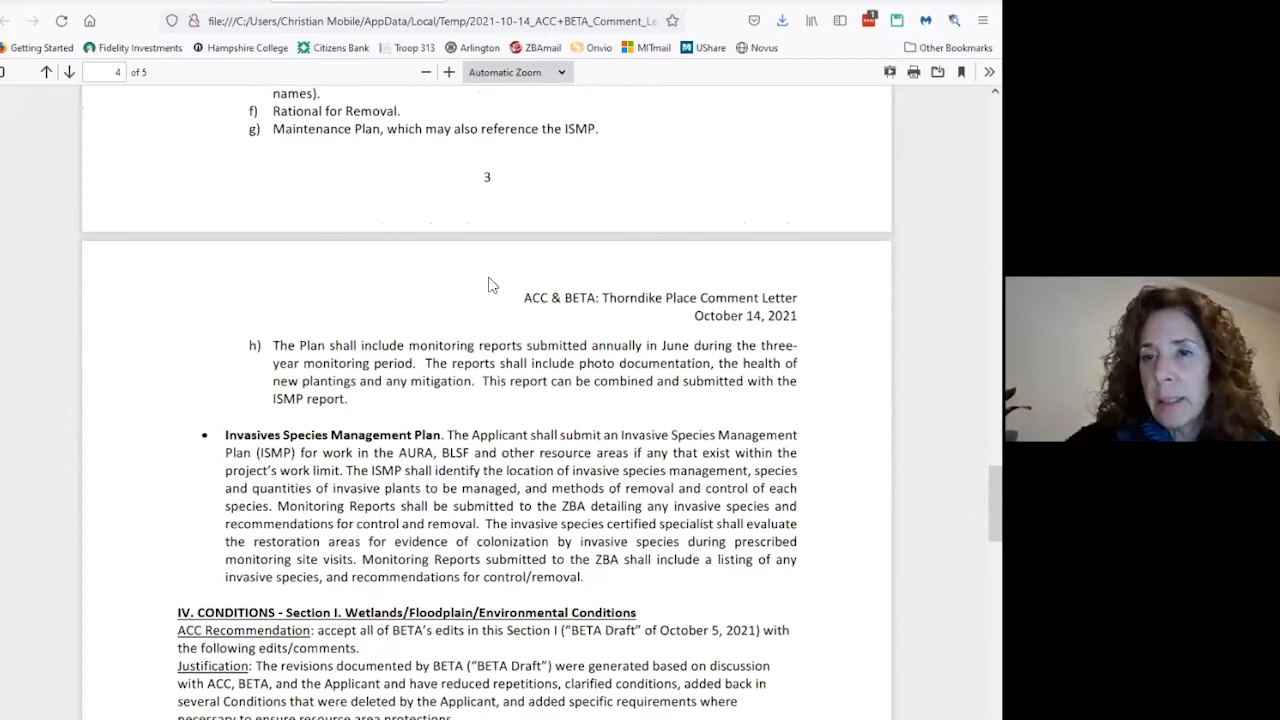 file:///C:/Users/Christian Mobile/AppData/Local/Temp/2021-10-14_ACC+BETA_Comment_Le
1
Getting Started Fidelity Investments Hampshire College Citizens Bank Troop 313 Arlington ZBAmail Onvio MITmail UShare Novus Other Bookmarks
4 of 5 Automatic Zoom
names).
f) Rational for Removal.
g) Maintenance Plan, which may also reference the ISMP.
3
ACC & BETA: Thorndike Place Comment Letter
October 14, 2021
h) The Plan shall include monitoring reports submitted annually in June during the three-
year monitoring period. The reports shall include photo documentation, the health of
new plantings and any mitigation. This report can be combined and submitted with the
ISMP report.
• Invasives Species Management Plan. The Applicant shall submit an Invasive Species Management
Plan (ISMP) for work in the AURA, BLSF and other resource areas if any that exist within the
project's work limit. The ISMP shall identify the location of invasive species management, species
and quantities of invasive plants to be managed, and methods of removal and control of each
species. Monitoring Reports shall be submitted to the ZBA detailing any invasive species and
recommendations for control and removal. The invasive species certified specialist shall evaluate
the restoration areas for evidence of colonization by invasive species during prescribed
monitoring site visits. Monitoring Reports submitted to the ZBA shall include a listing of any
invasive species, and recommendations for control/removal.
IV. CONDITIONS - Section I. Wetlands/Floodplain/Environmental Conditions
ACC Recommendation: accept all of BETA's edits in this Section I ("BETA Draft" of October 5, 2021) with
the following edits/comments.
Justification: The revisions documented by BETA ("BETA Draft") were generated based on discussion
with ACC, BETA, and the Applicant and have reduced repetitions, clarified conditions, added back in
several Conditions that were deleted by the Applicant, and added specific requirements where
necessary to ensure resource area protections.